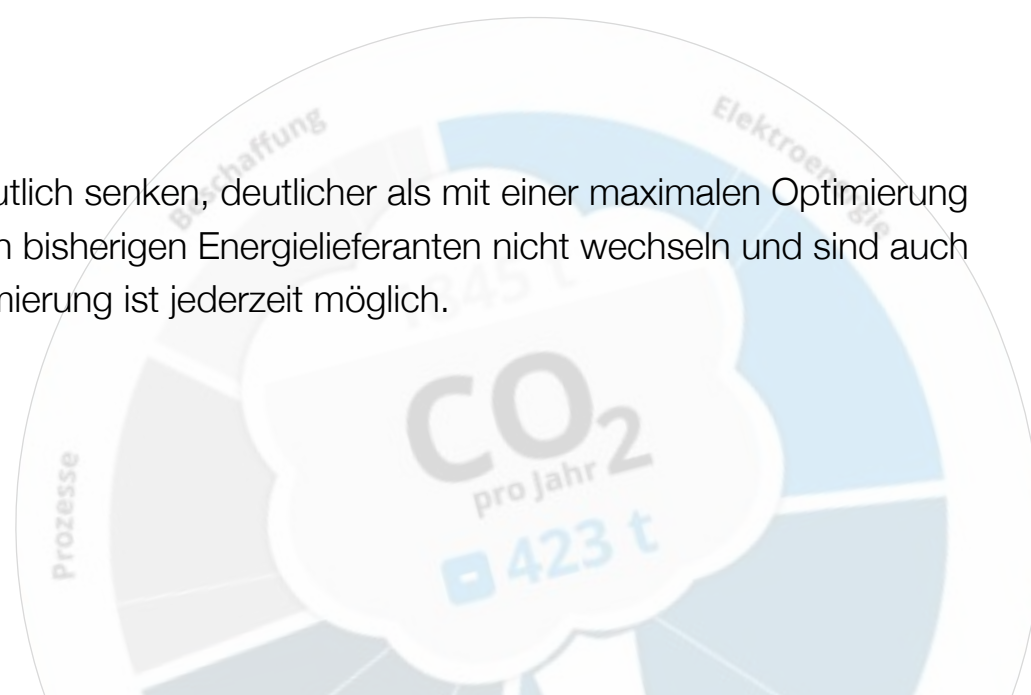 Beschaffung
Elektroenergie
utlich senken, deutlicher als mit einer maximalen Optimierung
n bisherigen Energielieferanten nicht wechseln und sind auch
mierung ist jederzeit möglich.
845 t
CO2
pro Jahr
- 423 t
Prozesse